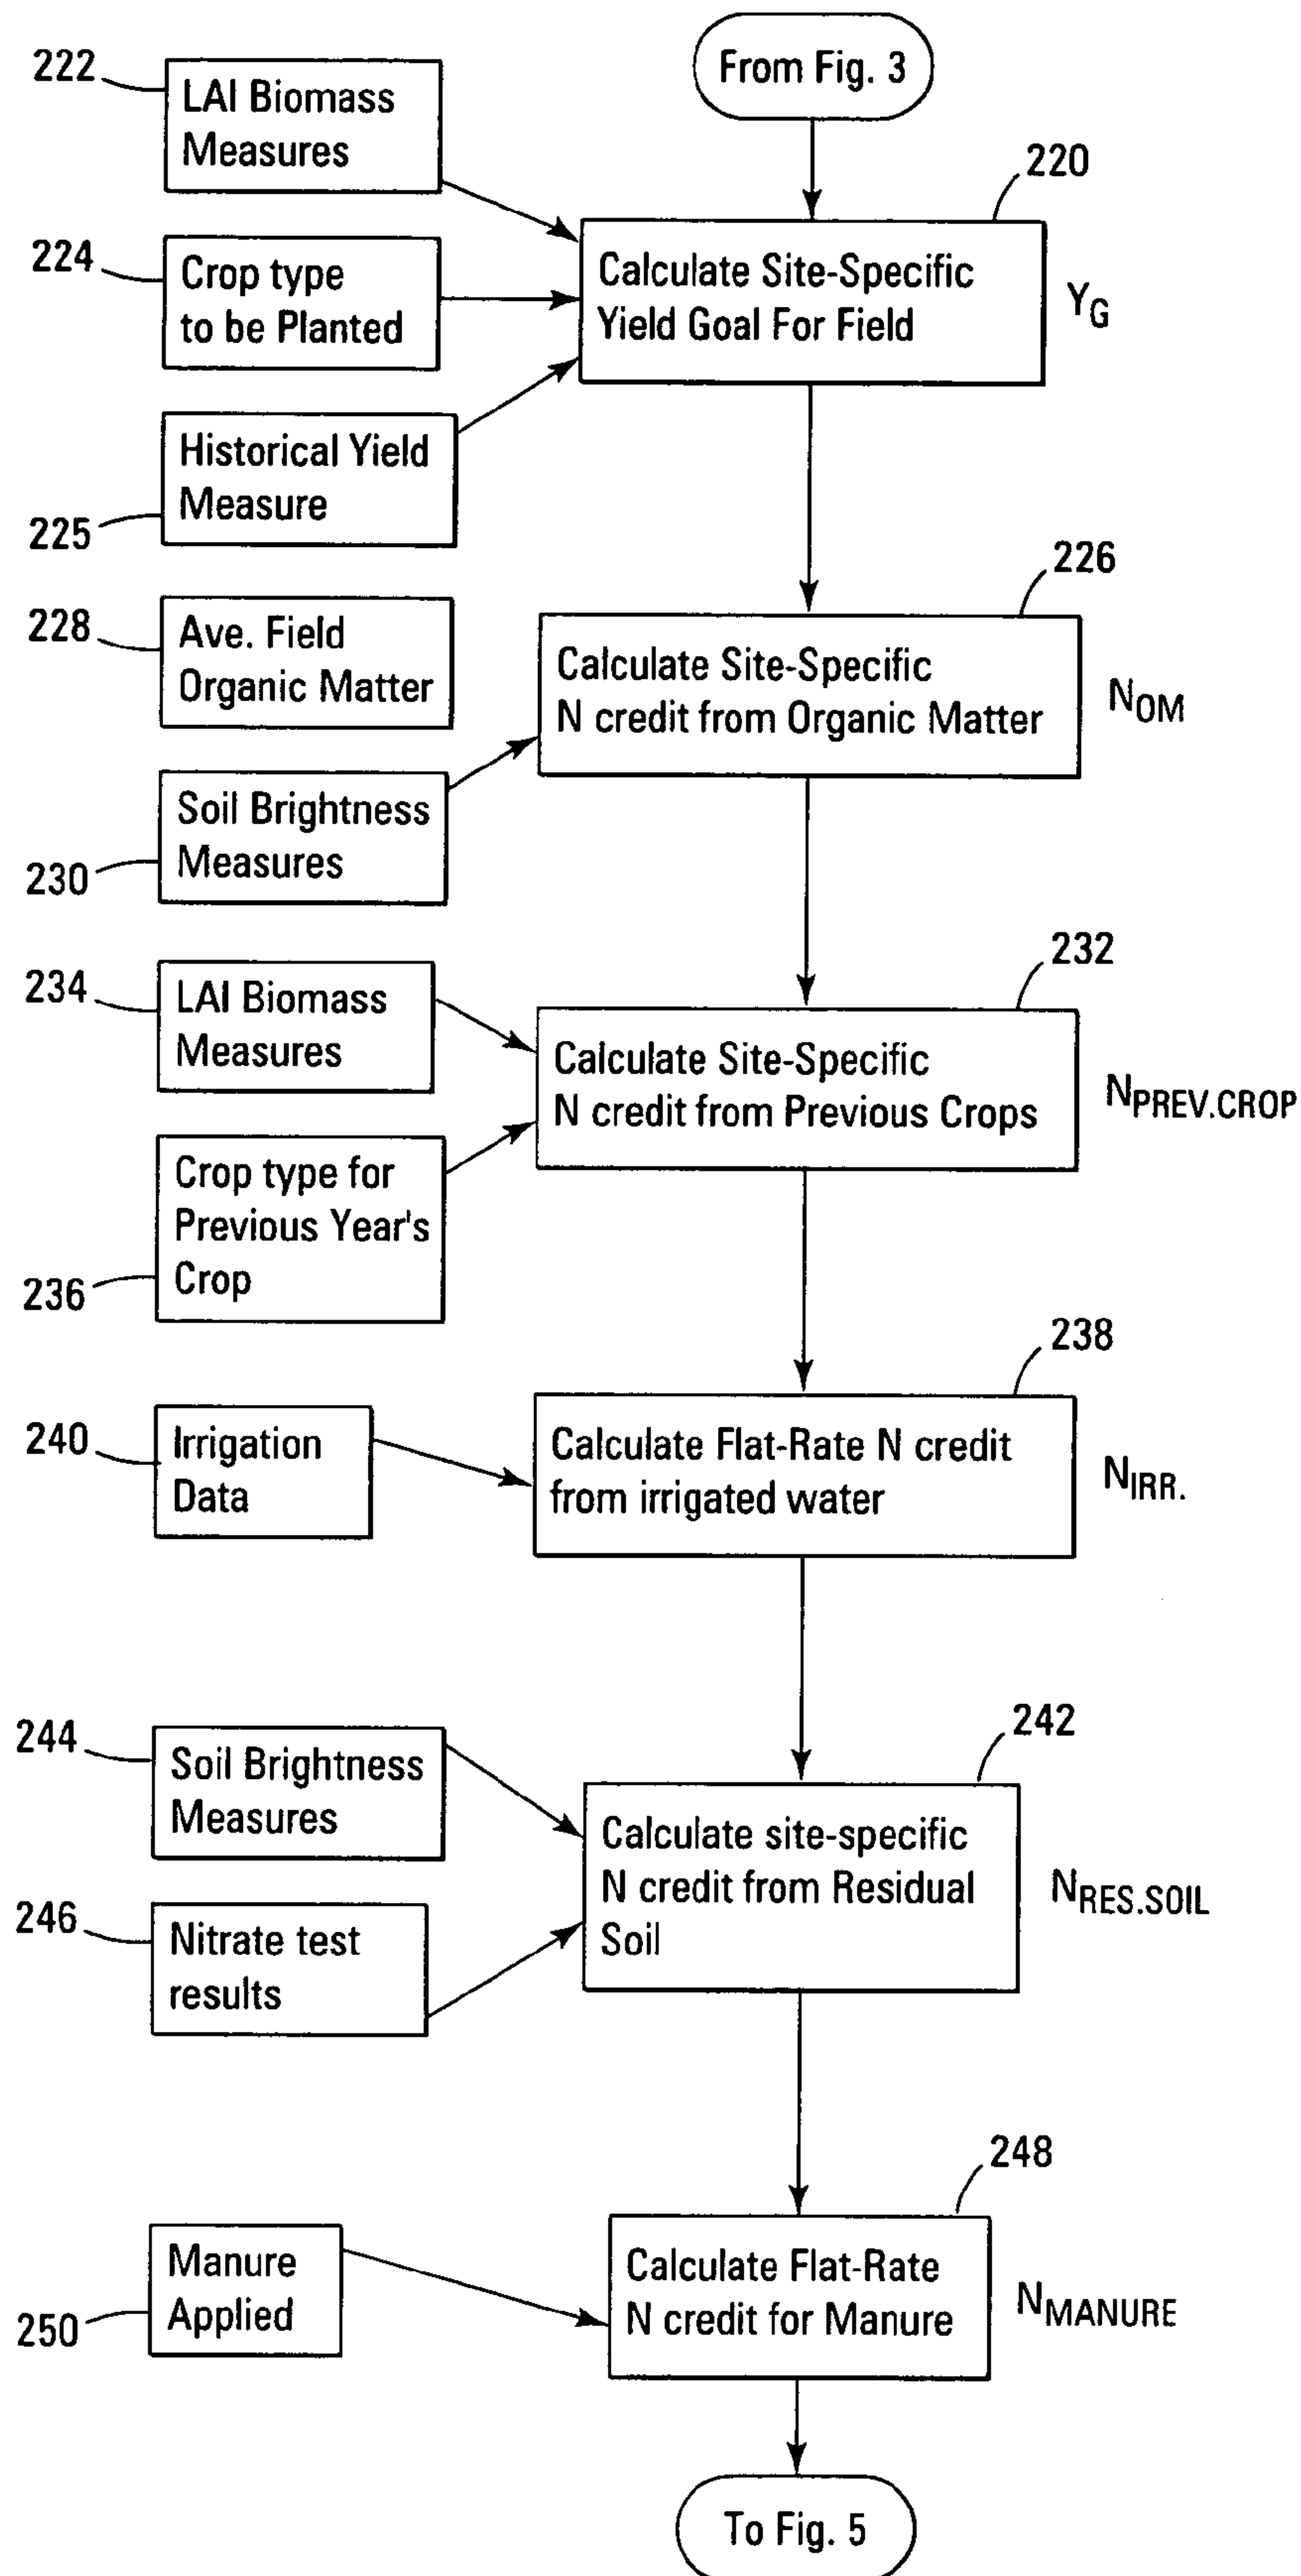 From Fig. 3
222
LAI Biomass
Measures
220
224
Crop type
to be Planted
Calculate Site-Specific
Yield Goal For Field
YG
Historical Yield
Measure
225
226
228
Ave. Field
Organic Matter
Calculate Site-Specific
N credit from Organic Matter
NOM
Soil Brightness
Measures
230
232
234
LAI Biomass
Measures
Calculate Site-Specific
N credit from Previous Crops
NPREV.CROP
Crop type for
Previous Year's
Crop
236
238
240
Irrigation
Data
Calculate Flat-Rate N credit
from irrigated water
NIRR.
242
244
Soil Brightness
Measures
Calculate site-specific
N credit from Residual
Soil
NRES.SOIL
246
Nitrate test
results
248
Manure
Applied
250
Calculate Flat-Rate
N credit for Manure
NMANURE
To Fig. 5